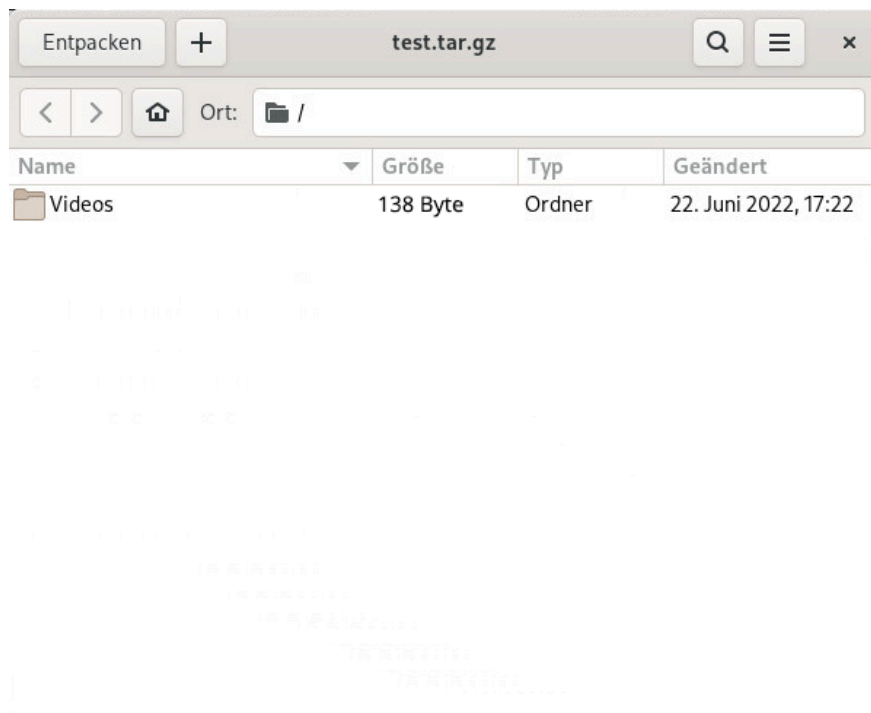 Entpacken + test.tar.gz
Ort: /
Name Größe Typ Geändert
Videos 138 Byte Ordner 22. Juni 2022, 17:22